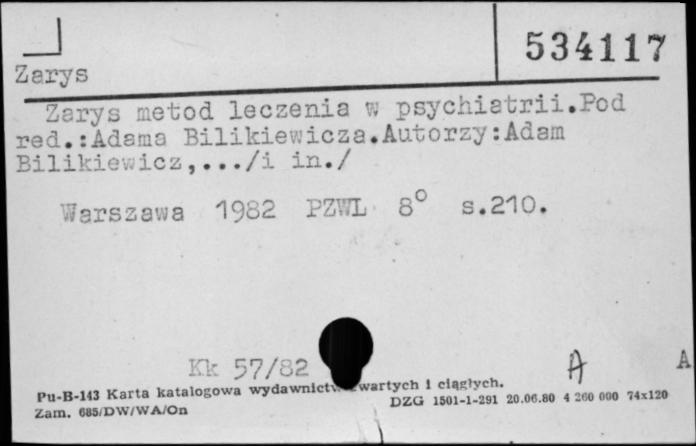 534117
Zarys
Zarys metod leczenia w psychiatrii.Pod
red.:Adama Bilikiewicza.Autorzy:Adam
Bilikiewicz,.../i in./
Warszawa 1982 PZWL 8° s.210.
Kk 57/82
A A
Pu-B-143 Karta katalogowa wydawnictw zwartych i ciągłych.
Zam. 685/DW/WA/On DZG 1501-1-291 20.06.80 4 260 000 74x120